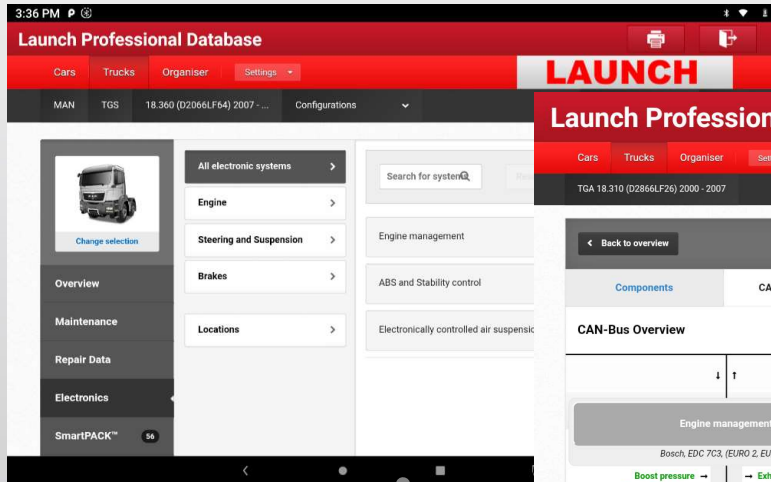 3:36 PM
Launch Professional Database
Cars Trucks Organiser Settings
MAN TGS 18.360 (D2066LF64) 2007 - ... Configurations
Change selection
Overview
Maintenance
Repair Data
Electronics
SmartPACK™ 56
All electronic systems
Engine
Steering and Suspension
Brakes
Locations
Search for system
Engine management
ABS and Stability control
Electronically controlled air suspensio
LAUNCH
Launch Profession
Cars Trucks Organiser Sett
TGA 18.310 (D2866LF26) 2000 - 2007
Back to overview
Components CA
CAN-Bus Overview
Engine management
Bosch, EDC 7C3, (EURO 2, EU
Boost pressure → → Exh